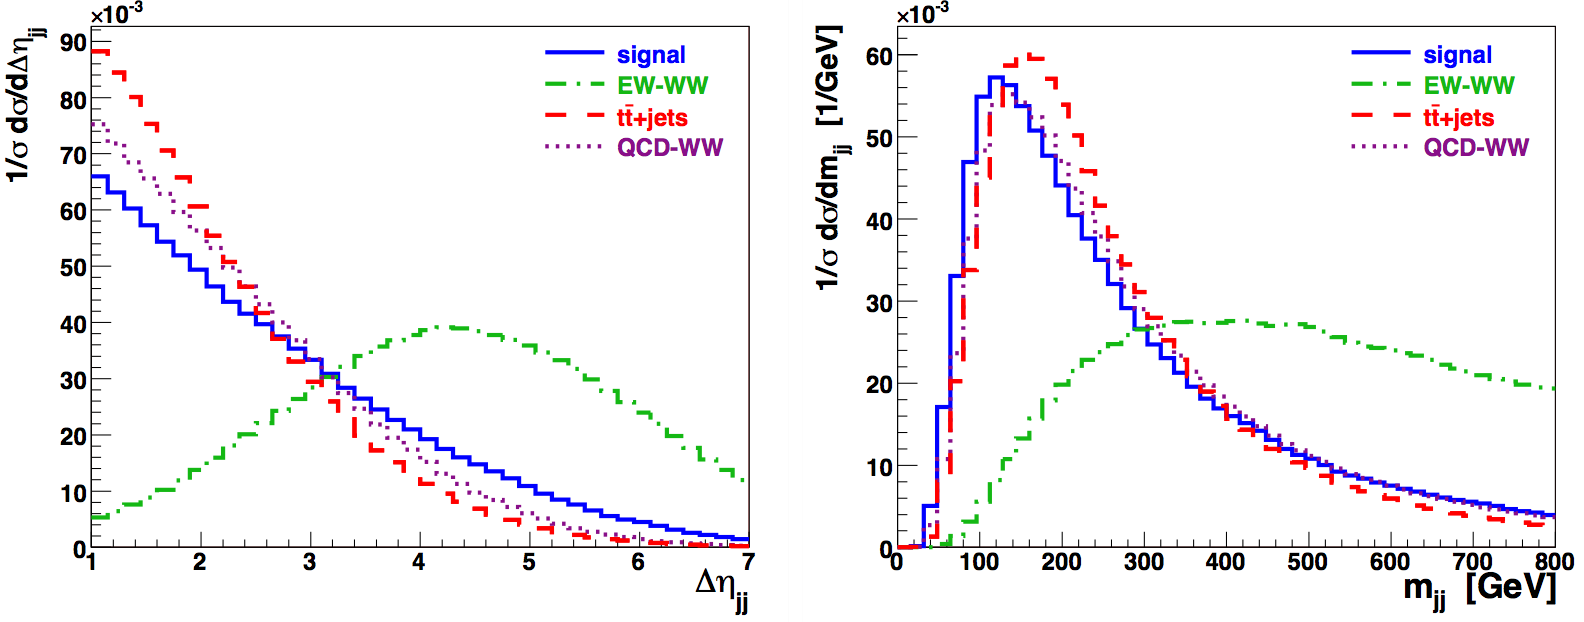 ×10⁻³
1/σ dσ/dΔη_jj
90
80
70
60
50
40
30
20
10
0
1 2 3 4 5 6 7
Δη_jj
signal
EW-WW
tt̄+jets
QCD-WW
×10⁻³
1/σ dσ/dm_jj [1/GeV]
60
50
40
30
20
10
0
0 100 200 300 400 500 600 700 800
m_jj [GeV]
signal
EW-WW
tt̄+jets
QCD-WW